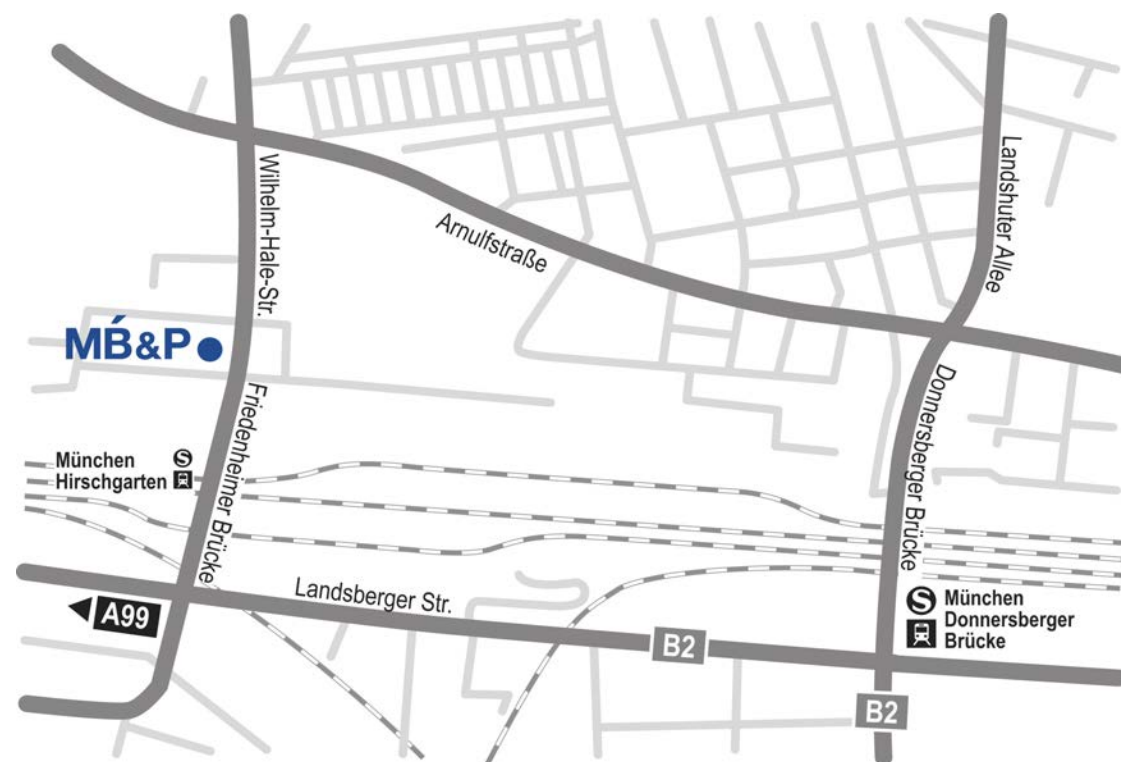 Wilhelm-Hale-Str.
Arnulfstraße
Landshuter Allee
MB́&P
Friedenheimer Brücke
Donnersberger Brücke
München
Hirschgarten
S
Landsberger Str.
A99
B2
S
München
Donnersberger
Brücke
B2